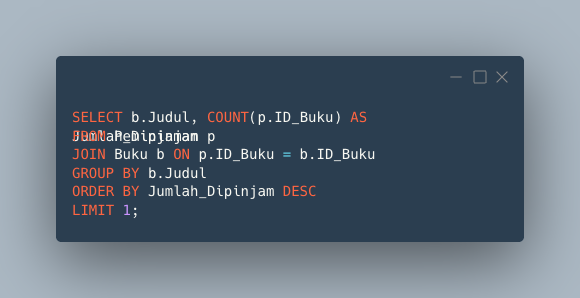 SELECT b.Judul, COUNT(p.ID_Buku) AS
Jumlah_Dipinjam
FROM Peminjaman p
JOIN Buku b ON p.ID_Buku = b.ID_Buku
GROUP BY b.Judul
ORDER BY Jumlah_Dipinjam DESC
LIMIT 1;